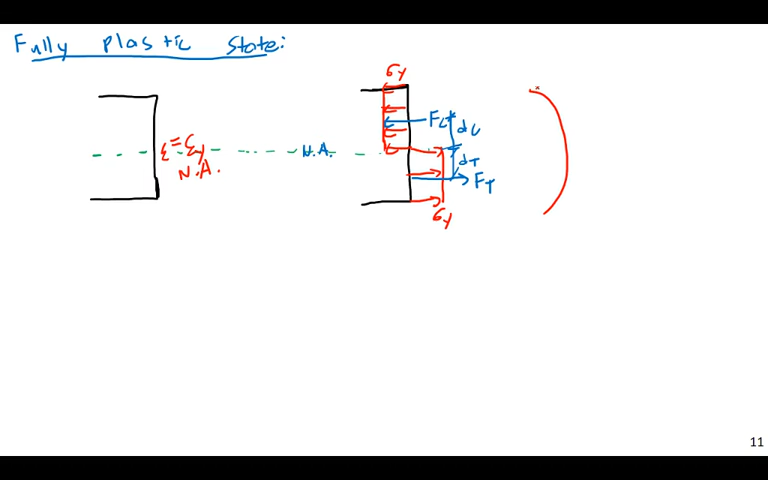 Fully plastic state:
σy
Fc
dc
ε=εy
N.A.
N.A.
dT
FT
σy
11